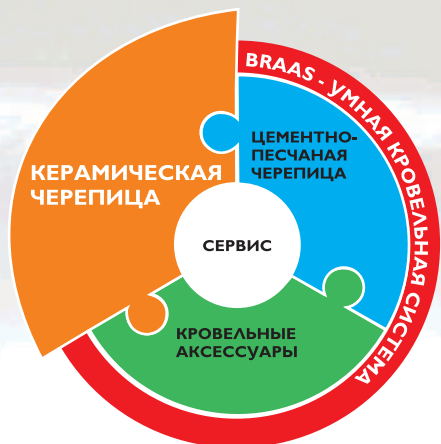 BRAAS - УМНАЯ КРОВЕЛЬНАЯ СИСТЕМА
ЦЕМЕНТНО-
ПЕСЧАНАЯ
ЧЕРЕПИЦА
КЕРАМИЧЕСКАЯ
ЧЕРЕПИЦА
СЕРВИС
КРОВЕЛЬНЫЕ
АКСЕССУАРЫ